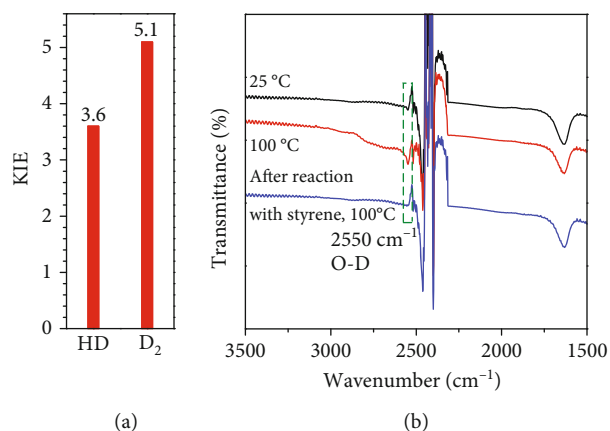 (a)
5.1
5
4
3.6
3
KIE
2
1
0
HD
D₂
(a)
(b)
25 °C
100 °C
After reaction
with styrene, 100°C
2550 cm⁻¹
O-D
Transmittance (%)
3500
3000
2500
2000
1500
Wavenumber (cm⁻¹)
(b)